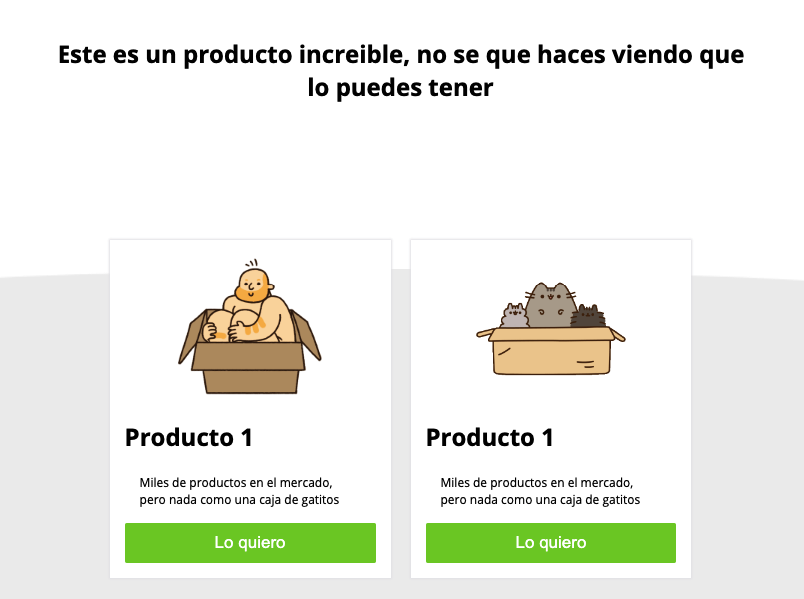 Este es un producto increible, no se que haces viendo que
lo puedes tener
Producto 1
Miles de productos en el mercado,
pero nada como una caja de gatitos
Lo quiero
Producto 1
Miles de productos en el mercado,
pero nada como una caja de gatitos
Lo quiero